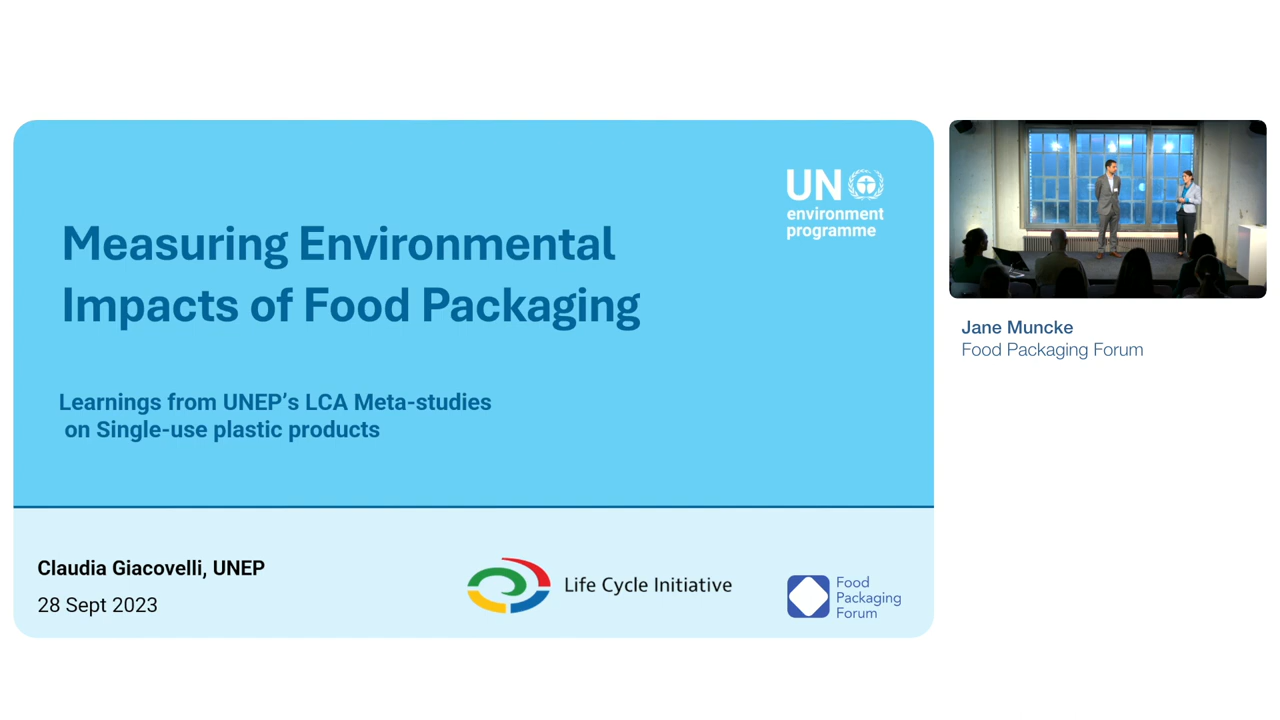 UN
environment
programme
Measuring Environmental
Impacts of Food Packaging
Learnings from UNEP’s LCA Meta-studies
on Single-use plastic products
Claudia Giacovelli, UNEP
28 Sept 2023
Life Cycle Initiative
Food
Packaging
Forum
Jane Muncke
Food Packaging Forum